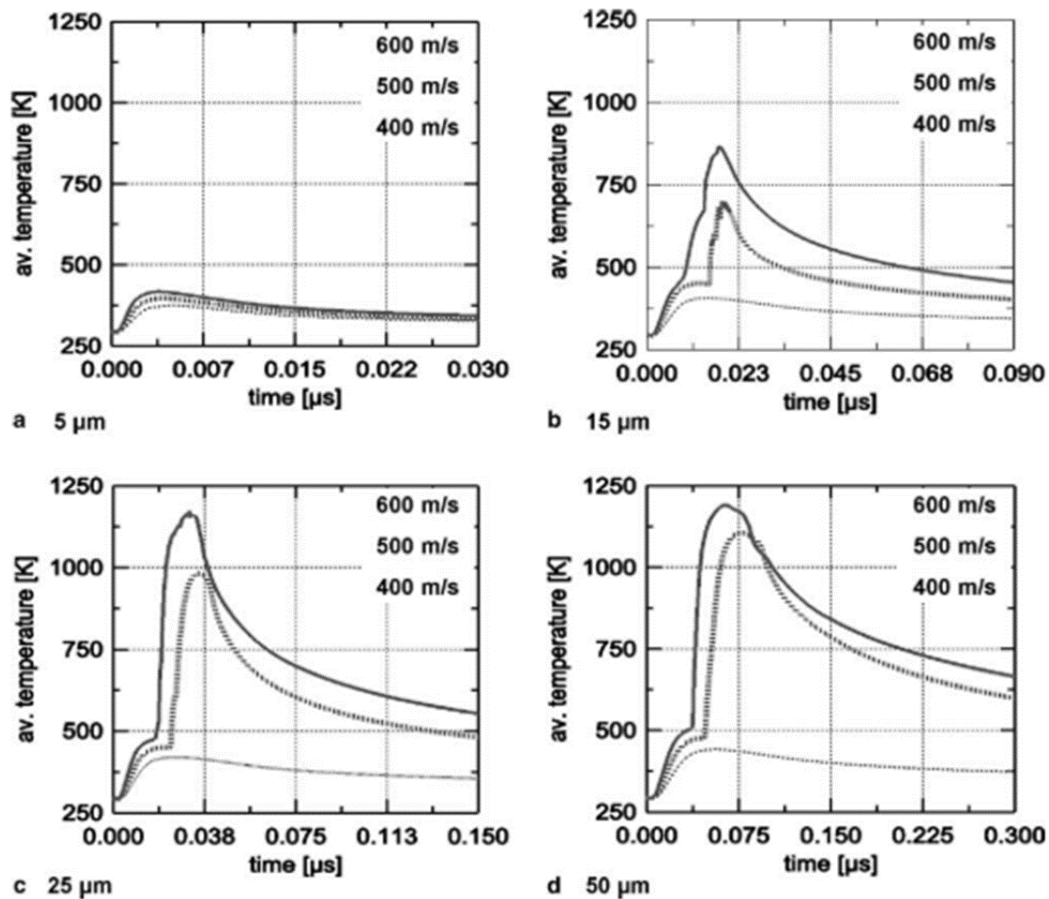 1250
1000
750
500
250
av. temperature [K]
600 m/s
500 m/s
400 m/s
0.000 0.007 0.015 0.022 0.030
time [µs]
a 5 µm
1250
1000
750
500
250
av. temperature [K]
600 m/s
500 m/s
400 m/s
0.000 0.023 0.045 0.068 0.090
time [µs]
b 15 µm
1250
1000
750
500
250
av. temperature [K]
600 m/s
500 m/s
400 m/s
0.000 0.038 0.075 0.113 0.150
time [µs]
c 25 µm
1250
1000
750
500
250
av. temperature [K]
600 m/s
500 m/s
400 m/s
0.000 0.075 0.150 0.225 0.300
time [µs]
d 50 µm